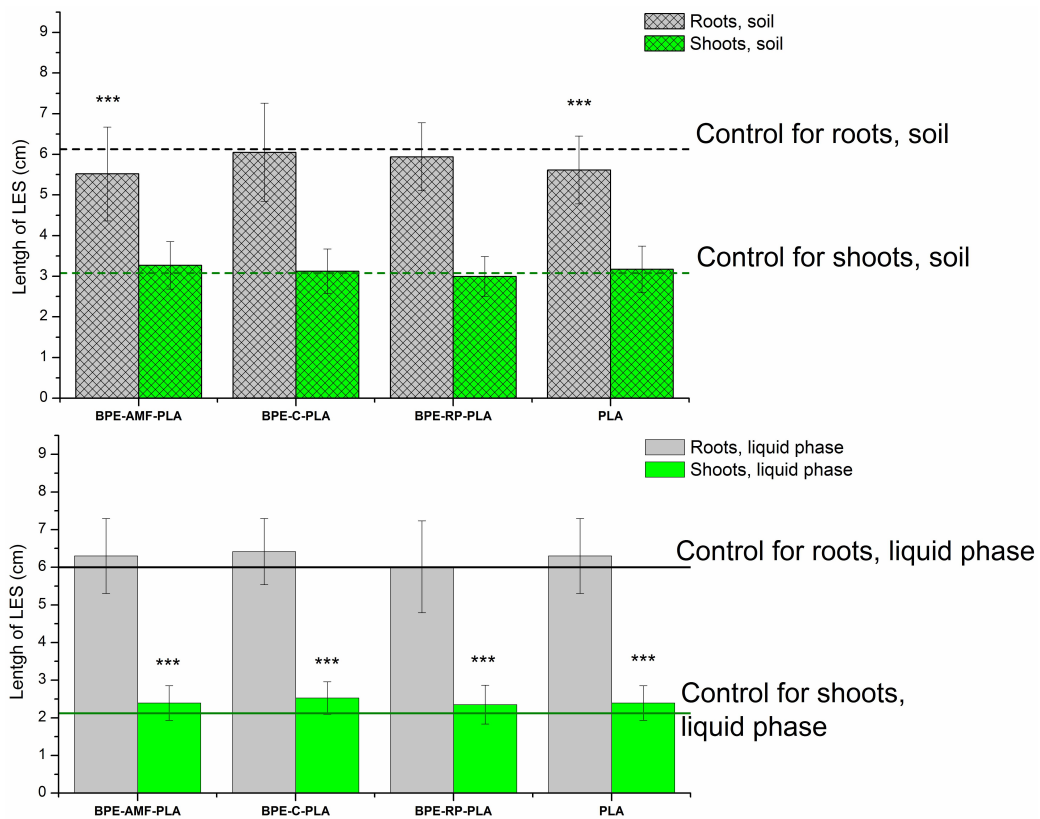 Roots, soil
Shoots, soil
Lentgh of LES (cm)
9
8
7
6
5
4
3
2
1
0
***
***
Control for roots, soil
Control for shoots, soil
BPE-AMF-PLA BPE-C-PLA BPE-RP-PLA PLA
Roots, liquid phase
Shoots, liquid phase
Lentgh of LES (cm)
9
8
7
6
5
4
3
2
1
0
Control for roots, liquid phase
*** *** *** ***
Control for shoots,
liquid phase
BPE-AMF-PLA BPE-C-PLA BPE-RP-PLA PLA